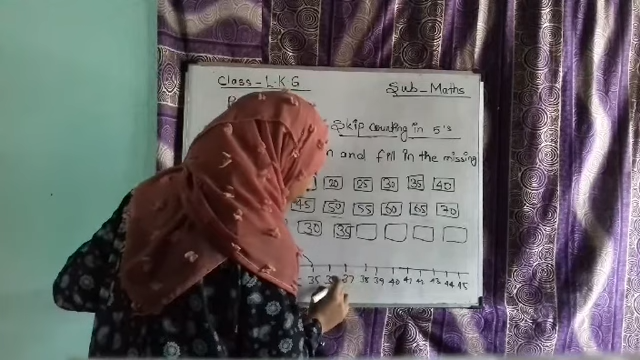 Class - L.K.G Sub - Maths
Skip counting in 5's
and fill in the missing
20 25 30 35 40
45 50 55 60 65 70
30 35
35 36 37 38 39 40 41 42 43 44 45